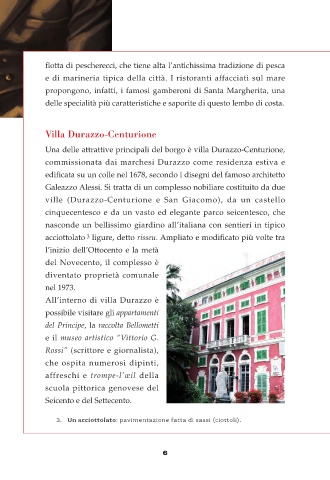 flotta di pescherecci, che tiene alta l'antichissima tradizione di pesca
e di marineria tipica della città. I ristoranti affacciati sul mare
propongono, infatti, i famosi gamberoni di Santa Margherita, una
delle specialità più caratteristiche e saporite di questo lembo di costa.
Villa Durazzo-Centurione
Una delle attrattive principali del borgo è villa Durazzo-Centurione,
commissionata dai marchesi Durazzo come residenza estiva e
edificata su un colle nel 1678, secondo i disegni del famoso architetto
Galeazzo Alessi. Si tratta di un complesso nobiliare costituito da due
ville (Durazzo-Centurione e San Giacomo), da un castello
cinquecentesco e da un vasto ed elegante parco seicentesco, che
nasconde un bellissimo giardino all'italiana con sentieri in tipico
acciottolato 3 ligure, detto risseu. Ampliato e modificato più volte tra
l'inizio dell'Ottocento e la metà
del Novecento, il complesso è
diventato proprietà comunale
nel 1973.
All'interno di villa Durazzo è
possibile visitare gli appartamenti
del Principe, la raccolta Bellometti
e il museo artistico "Vittorio G.
Rossi" (scrittore e giornalista),
che ospita numerosi dipinti,
affreschi e trompe-l'œil della
scuola pittorica genovese del
Seicento e del Settecento.
3. Un acciottolato: pavimentazione fatta di sassi (ciottoli).
6